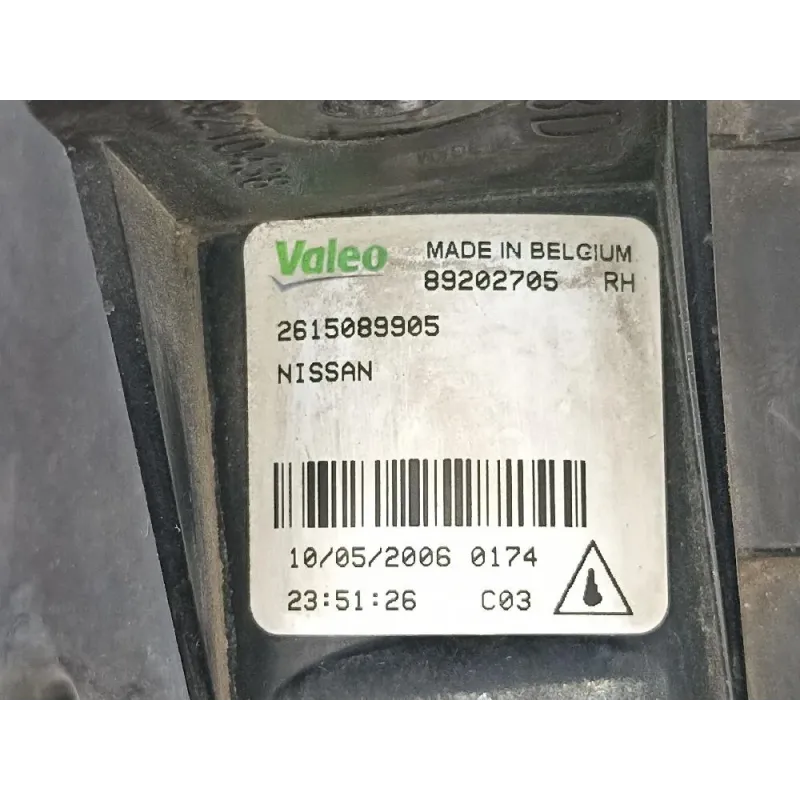 Valeo MADE IN BELGIUM
89202705 RH
2615089905
NISSAN
10/05/2006 0174
23:51:26 C03